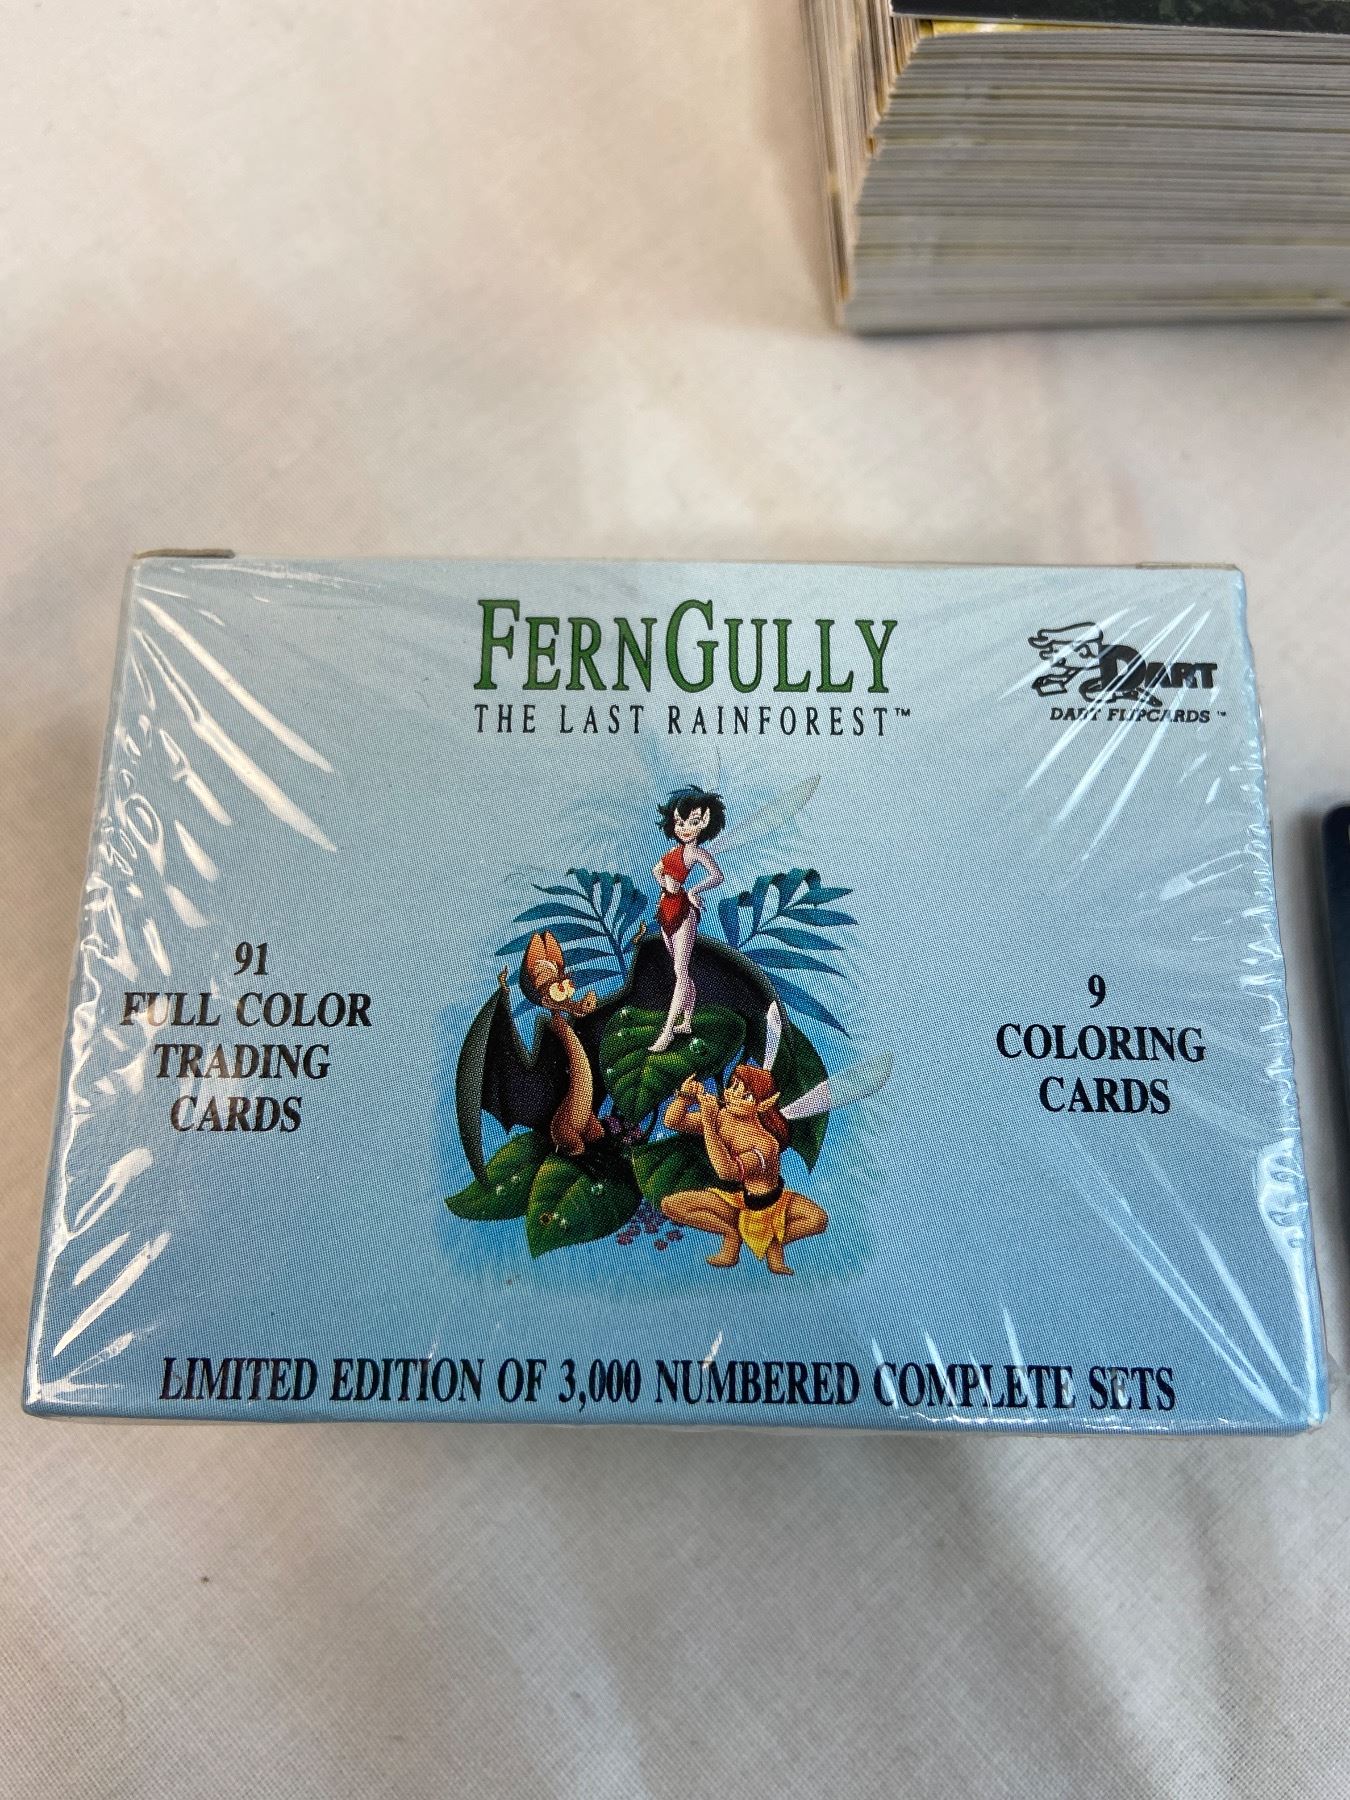 FERNGULLY
THE LAST RAINFOREST™
DART
DART FLIPCARDS™
91
FULL COLOR
TRADING
CARDS
9
COLORING
CARDS
LIMITED EDITION OF 3,000 NUMBERED COMPLETE SETS